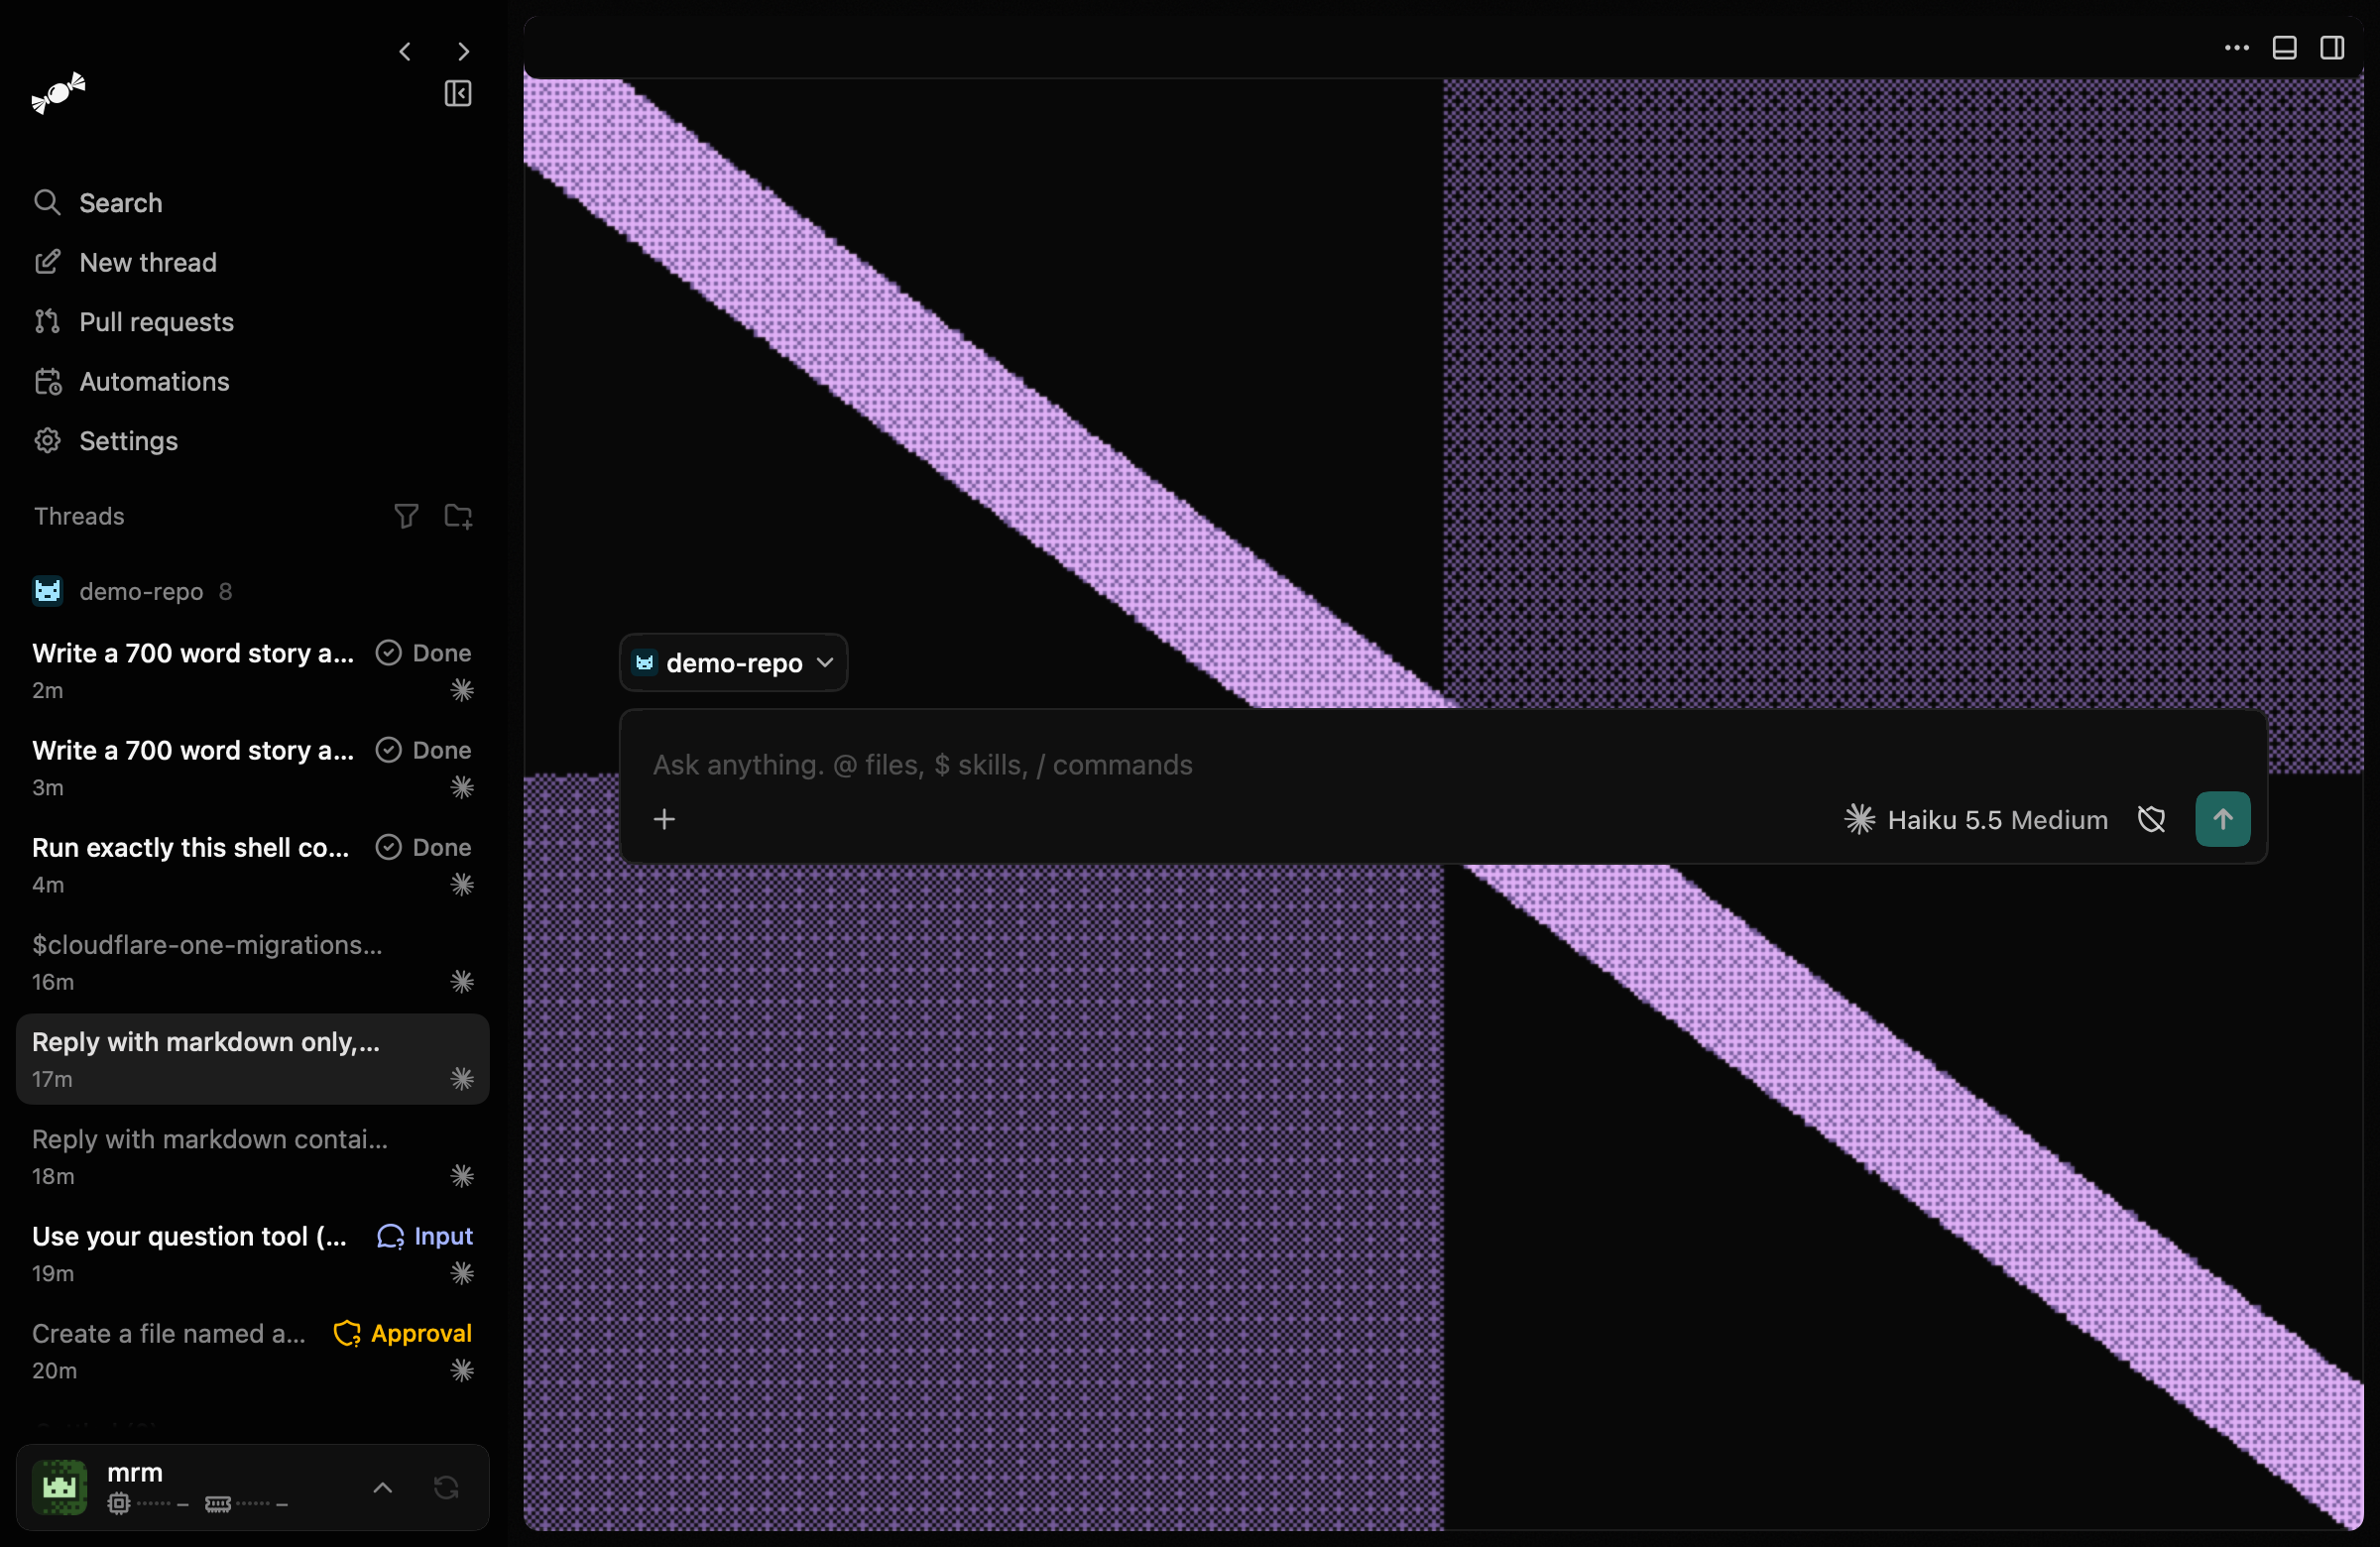 Search
New thread
Pull requests
Automations
Settings
Threads
demo-repo 8
Write a 700 word story a... Done
2m
Write a 700 word story a... Done
3m
Run exactly this shell co... Done
4m
$cloudflare-one-migrations...
16m
Reply with markdown only,...
17m
Reply with markdown contai...
18m
Use your question tool (... Input
19m
Create a file named a... Approval
20m
mrm
demo-repo
Ask anything. @ files, $ skills, / commands
Haiku 5.5 Medium